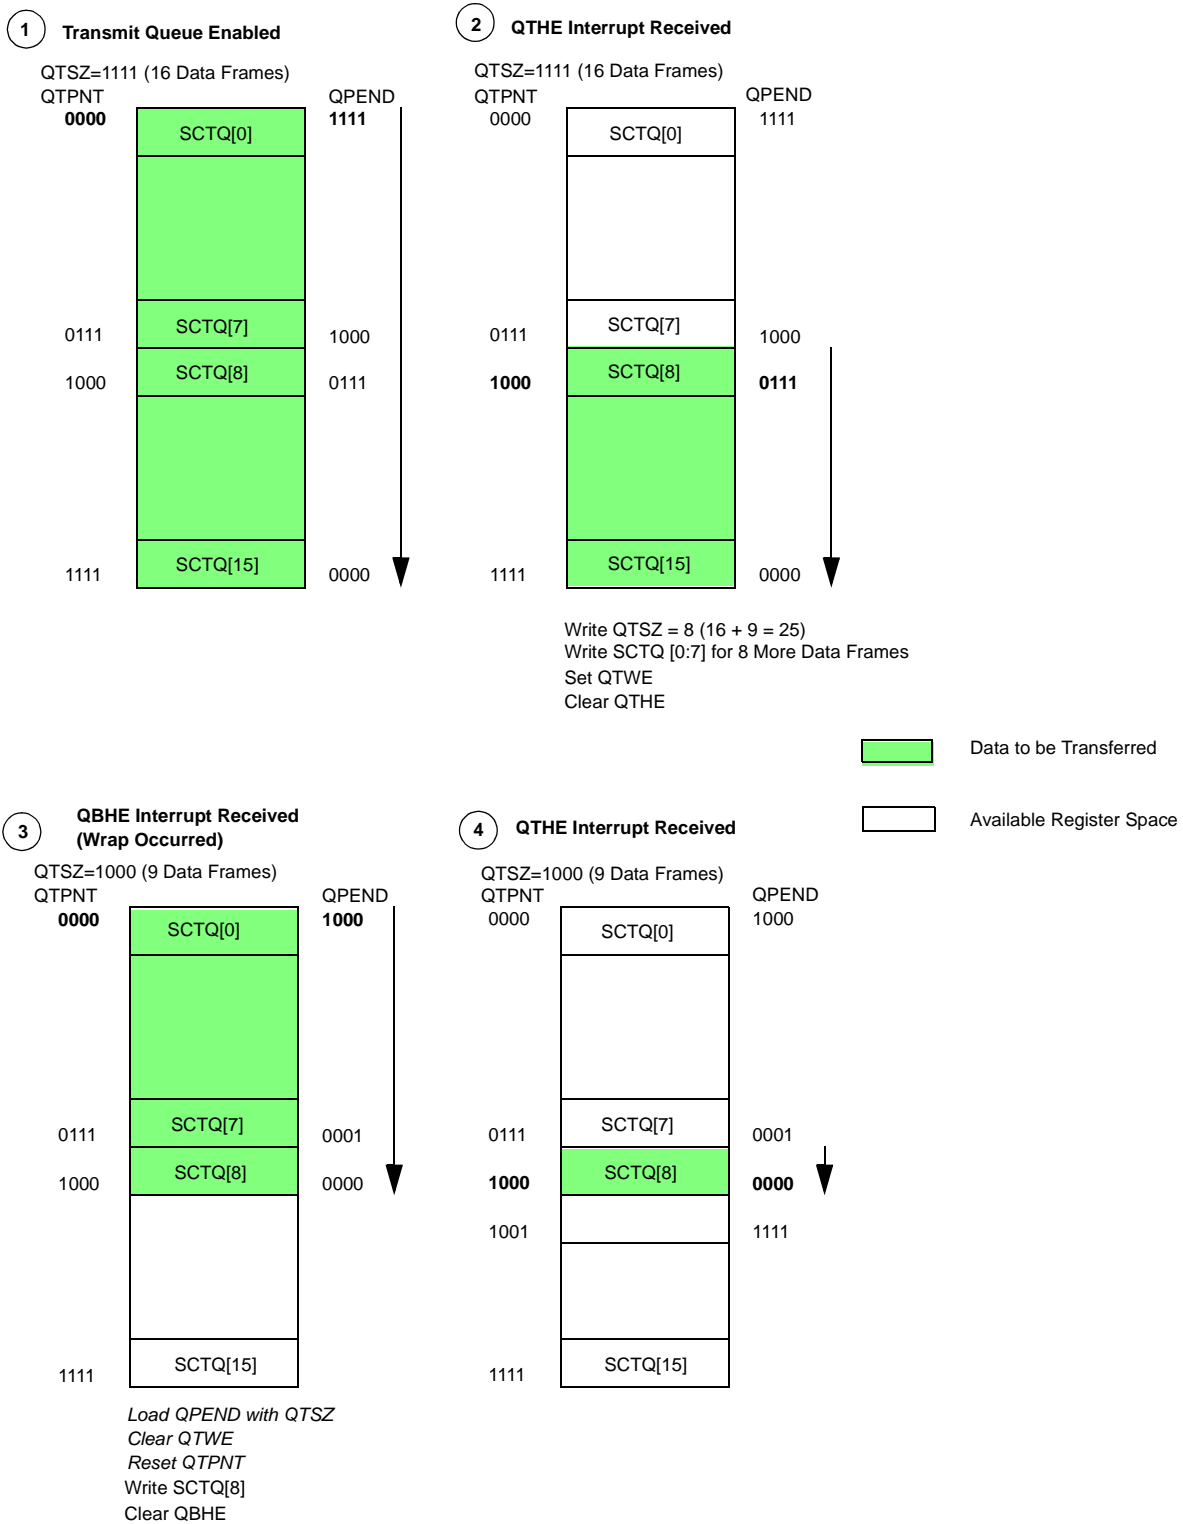 1 Transmit Queue Enabled
QTSZ=1111 (16 Data Frames)
QTPNT QPEND
0000 SCTQ[0] 1111
0111 SCTQ[7] 1000
1000 SCTQ[8] 0111
1111 SCTQ[15] 0000
2 QTHE Interrupt Received
QTSZ=1111 (16 Data Frames)
QTPNT QPEND
0000 SCTQ[0] 1111
0111 SCTQ[7] 1000
1000 SCTQ[8] 0111
1111 SCTQ[15] 0000
Write QTSZ = 8 (16 + 9 = 25)
Write SCTQ [0:7] for 8 More Data Frames
Set QTWE
Clear QTHE
Data to be Transferred
Available Register Space
3 QBHE Interrupt Received
(Wrap Occurred)
QTSZ=1000 (9 Data Frames)
QTPNT QPEND
0000 SCTQ[0] 1000
0111 SCTQ[7] 0001
1000 SCTQ[8] 0000
1111 SCTQ[15]
Load QPEND with QTSZ
Clear QTWE
Reset QTPNT
Write SCTQ[8]
Clear QBHE
4 QTHE Interrupt Received
QTSZ=1000 (9 Data Frames)
QTPNT QPEND
0000 SCTQ[0] 1000
0111 SCTQ[7] 0001
1000 SCTQ[8] 0000
1001 1111
1111 SCTQ[15]